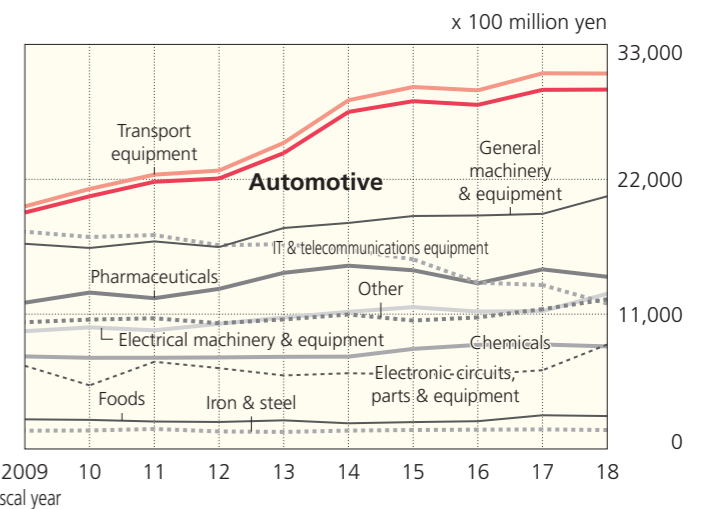 x 100 million yen
33,000
Transport
equipment
General
machinery
& equipment
Automotive
22,000
IT & telecommunications equipment
Pharmaceuticals
Other
11,000
Electrical machinery & equipment
Chemicals
Electronic circuits,
parts & equipment
Foods
Iron & steel
0
2009 10 11 12 13 14 15 16 17 18
scal year